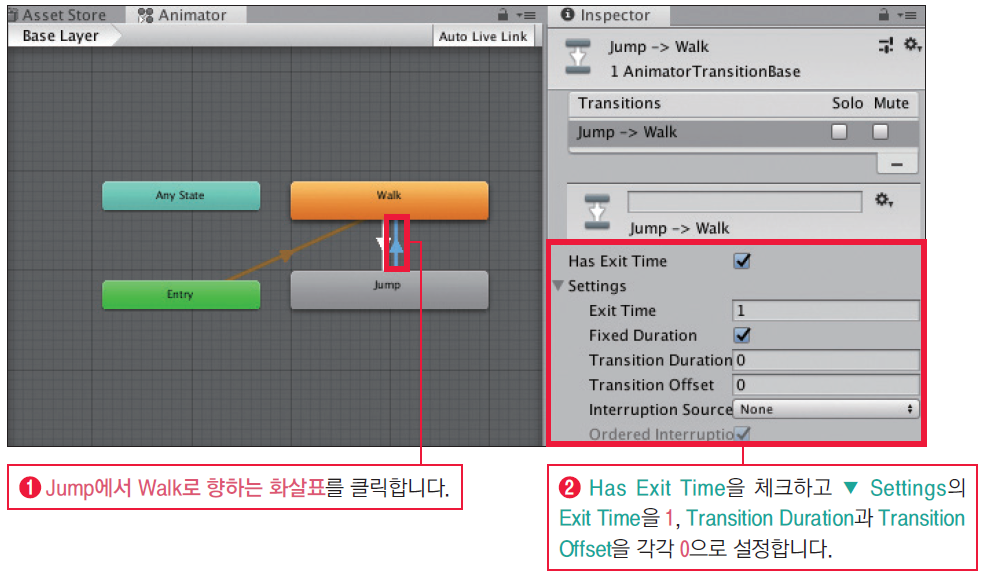 Asset Store
Animator
Base Layer
Auto Live Link
Any State
Walk
Entry
Jump
Inspector
Jump -> Walk
1 AnimatorTransitionBase
Transitions Solo Mute
Jump -> Walk
Jump -> Walk
Has Exit Time
Settings
Exit Time 1
Fixed Duration
Transition Duration 0
Transition Offset 0
Interruption Source None
Ordered Interruptio
❶ Jump에서 Walk로 향하는 화살표를 클릭합니다.
❷ Has Exit Time을 체크하고 ▼ Settings의
Exit Time을 1, Transition Duration과 Transition
Offset을 각각 0으로 설정합니다.